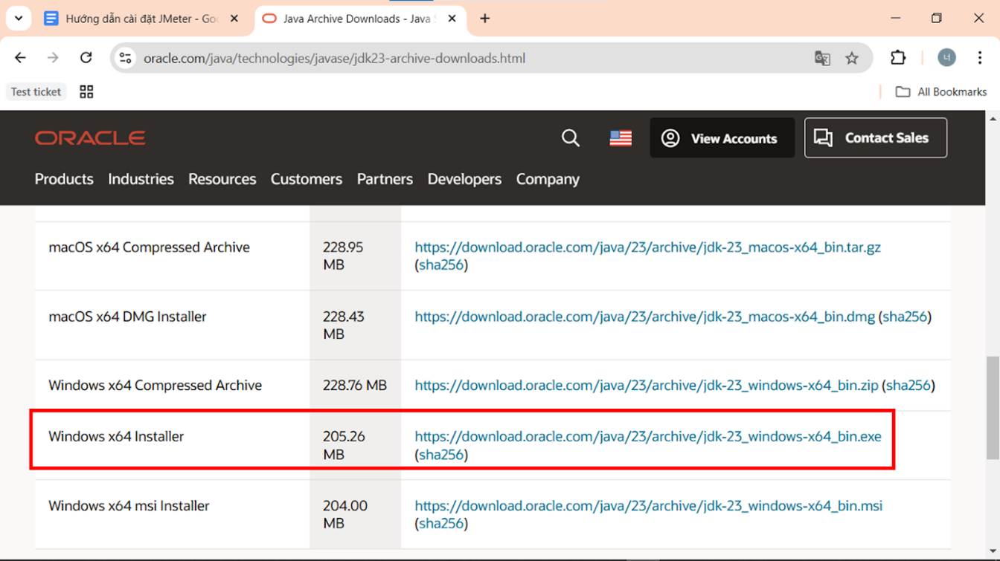 Hướng dẫn cài đặt JMeter - Goo
Java Archive Downloads - Java S
oracle.com/java/technologies/javase/jdk23-archive-downloads.html
너
Test ticket
All Bookmarks
ORACLE
View Accounts
Contact Sales
Products Industries Resources Customers Partners Developers Company
macOS x64 Compressed Archive 228.95 https://download.oracle.com/java/23/archive/jdk-23_macos-x64_bin.tar.gz
MB (sha256)
macOS x64 DMG Installer 228.43 https://download.oracle.com/java/23/archive/jdk-23_macos-x64_bin.dmg (sha256)
MB
Windows x64 Compressed Archive 228.76 MB https://download.oracle.com/java/23/archive/jdk-23_windows-x64_bin.zip (sha256)
Windows x64 Installer 205.26 https://download.oracle.com/java/23/archive/jdk-23_windows-x64_bin.exe
MB (sha256)
Windows x64 msi Installer 204.00 https://download.oracle.com/java/23/archive/jdk-23_windows-x64_bin.msi
MB (sha256)